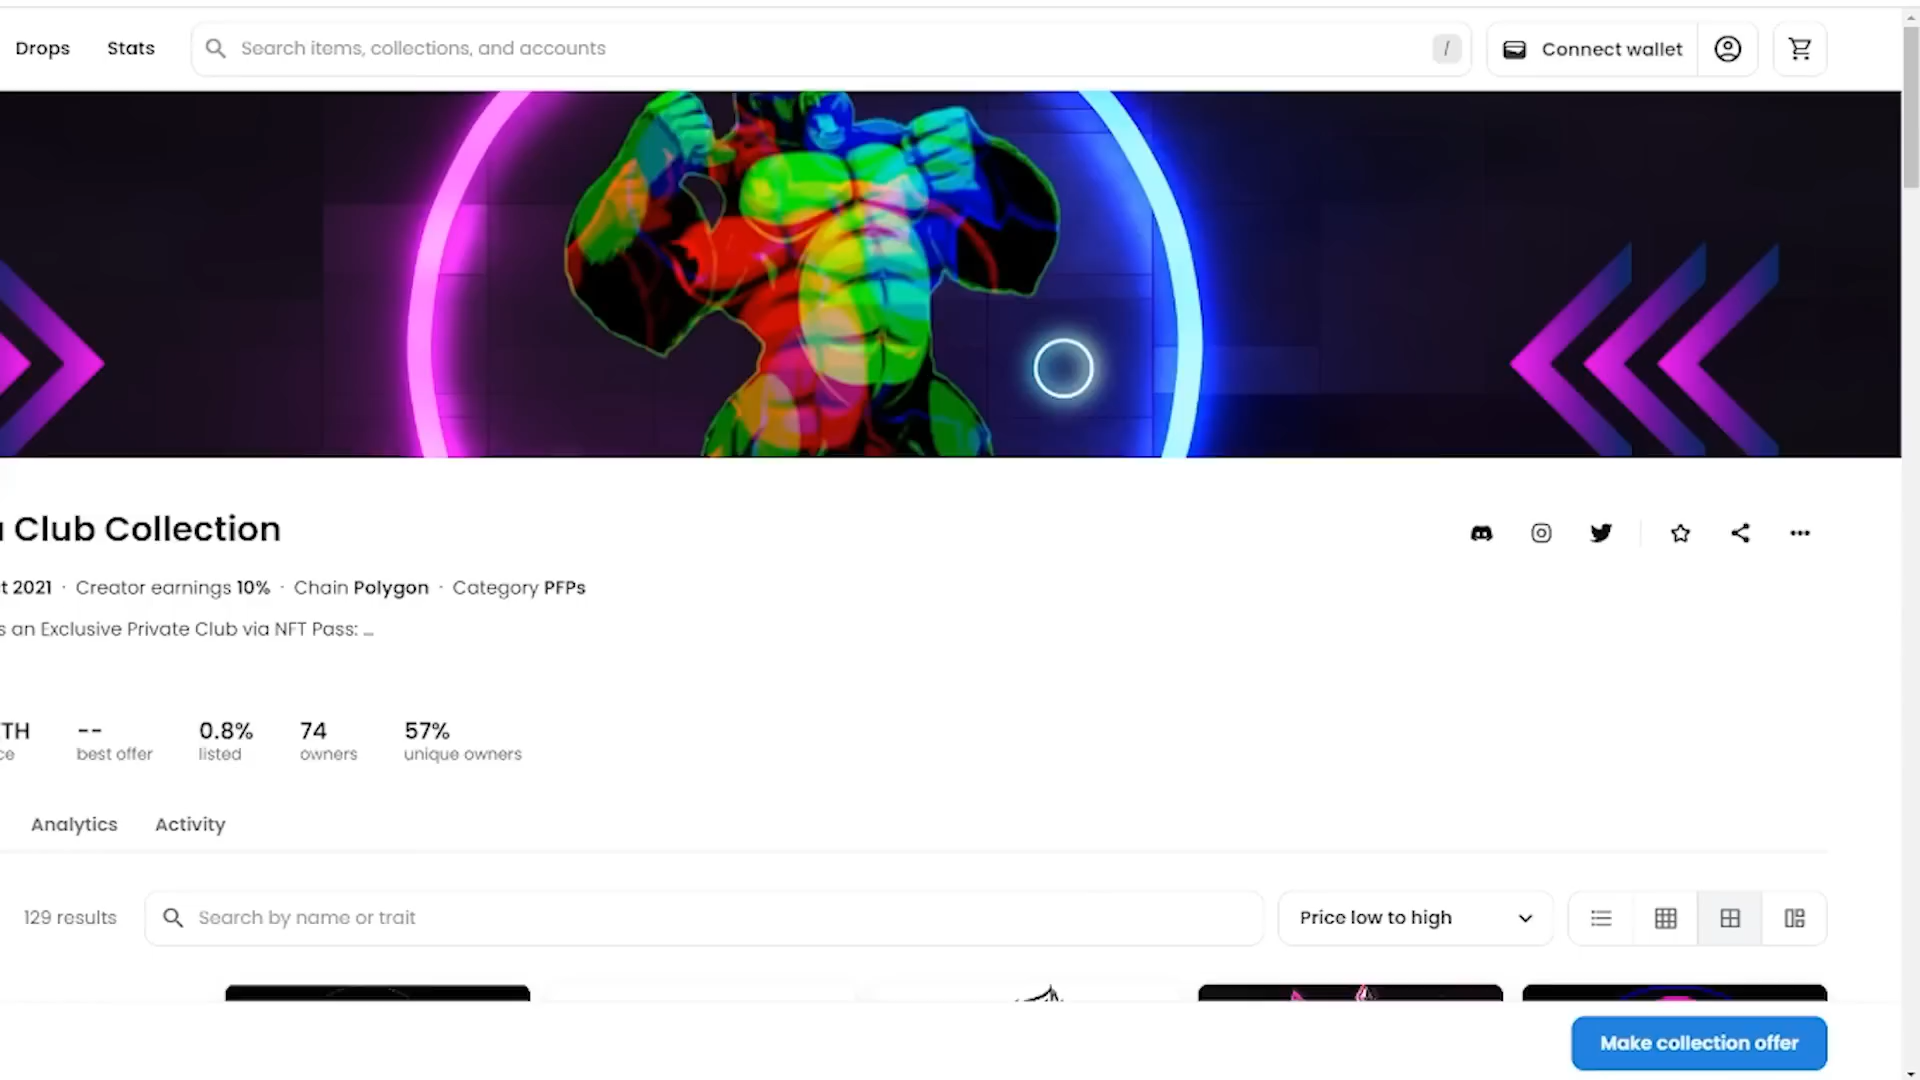 Drops Stats Search items, collections, and accounts / Connect wallet
Club Collection
2021 · Creator earnings 10% · Chain Polygon · Category PFPs
an Exclusive Private Club via NFT Pass: ...
-- 0.8% 74 57%
best offer listed owners unique owners
Analytics Activity
129 results Search by name or trait Price low to high
Make collection offer